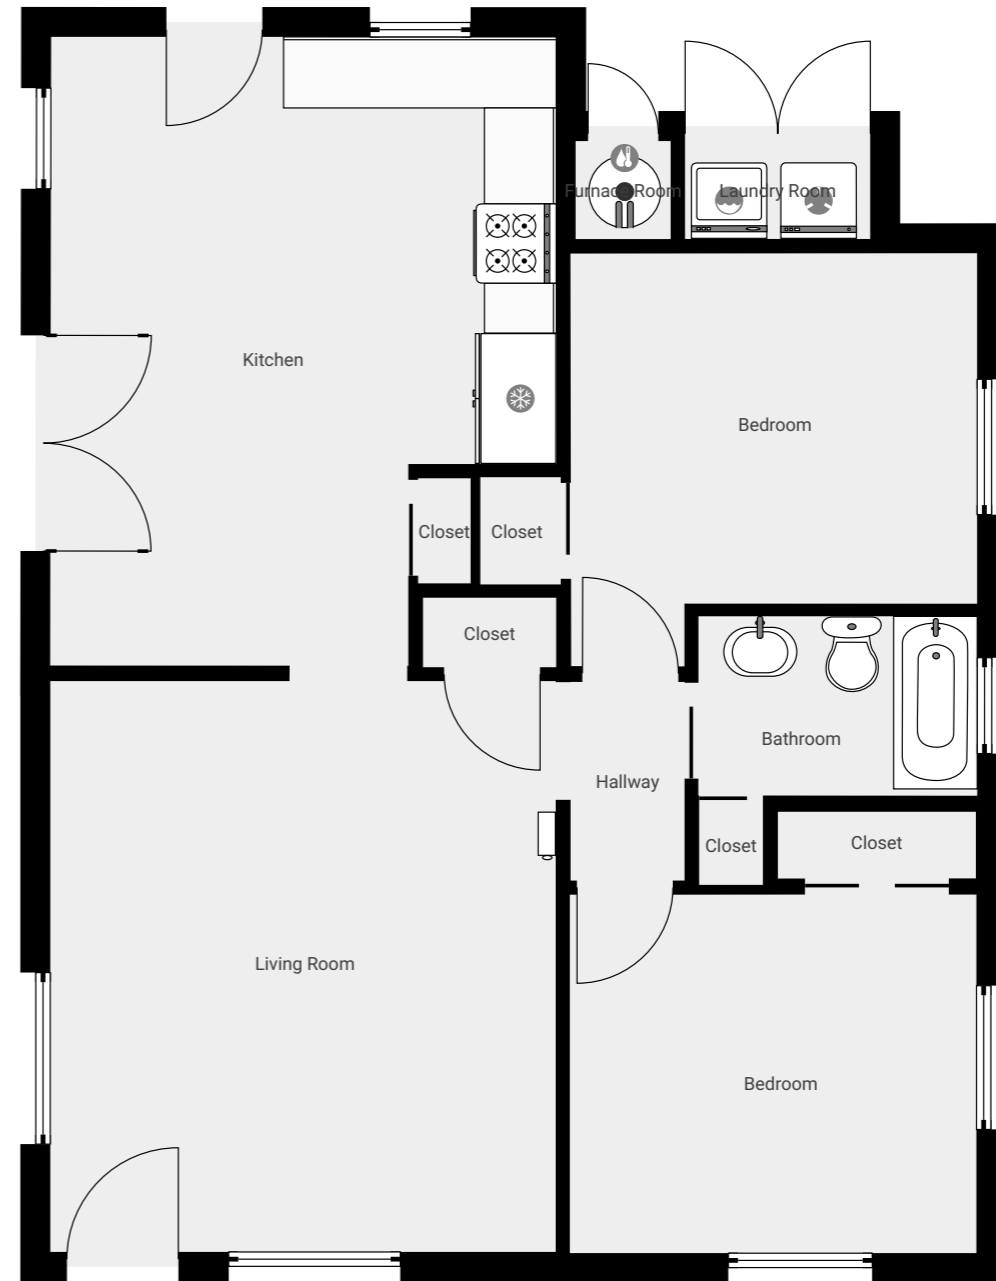 Furnace Room
Laundry Room
Kitchen
Bedroom
Closet
Closet
Closet
Bathroom
Hallway
Closet
Closet
Living Room
Bedroom